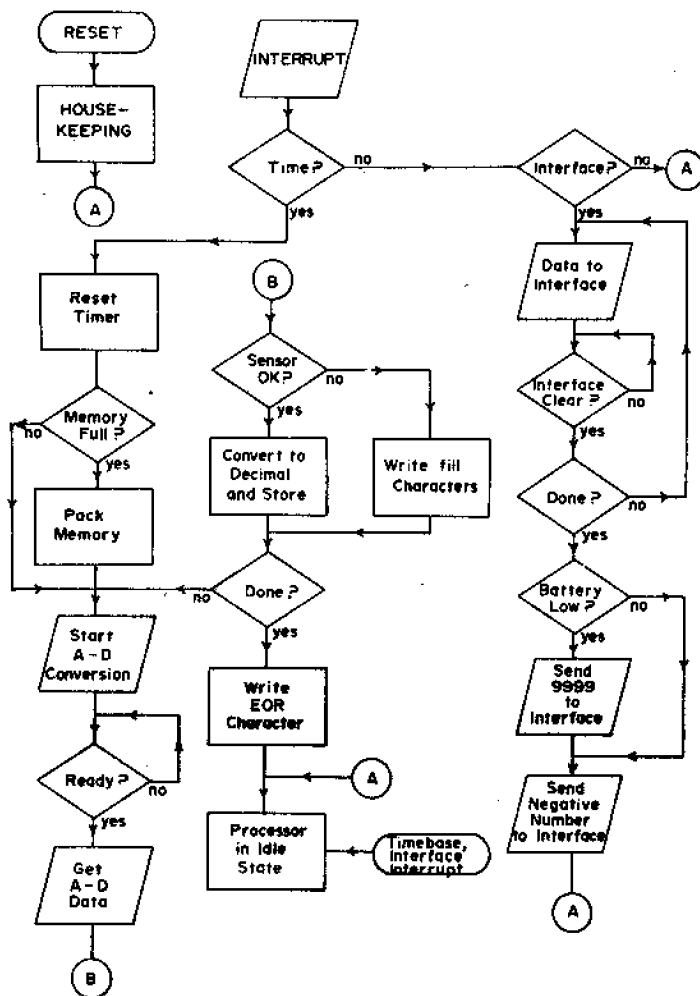 RESET
HOUSE-
KEEPING
A
INTERRUPT
Time?
no
yes
Interface?
no
A
yes
Reset
Timer
Memory
Full?
no
yes
Pack
Memory
Start
A-D
Conversion
Ready?
no
yes
Get
A-D
Data
B
B
Sensor
OK?
no
yes
Convert to
Decimal
and Store
Write fill
Characters
Done?
no
yes
Write
EOR
Character
A
Processor
in Idle
State
Timebase,
Interface
Interrupt
Data to
Interface
Interface
Clear?
no
yes
Done?
no
yes
Battery
Low?
no
yes
Send
9999
to
Interface
Send
Negative
Number
to Interface
A